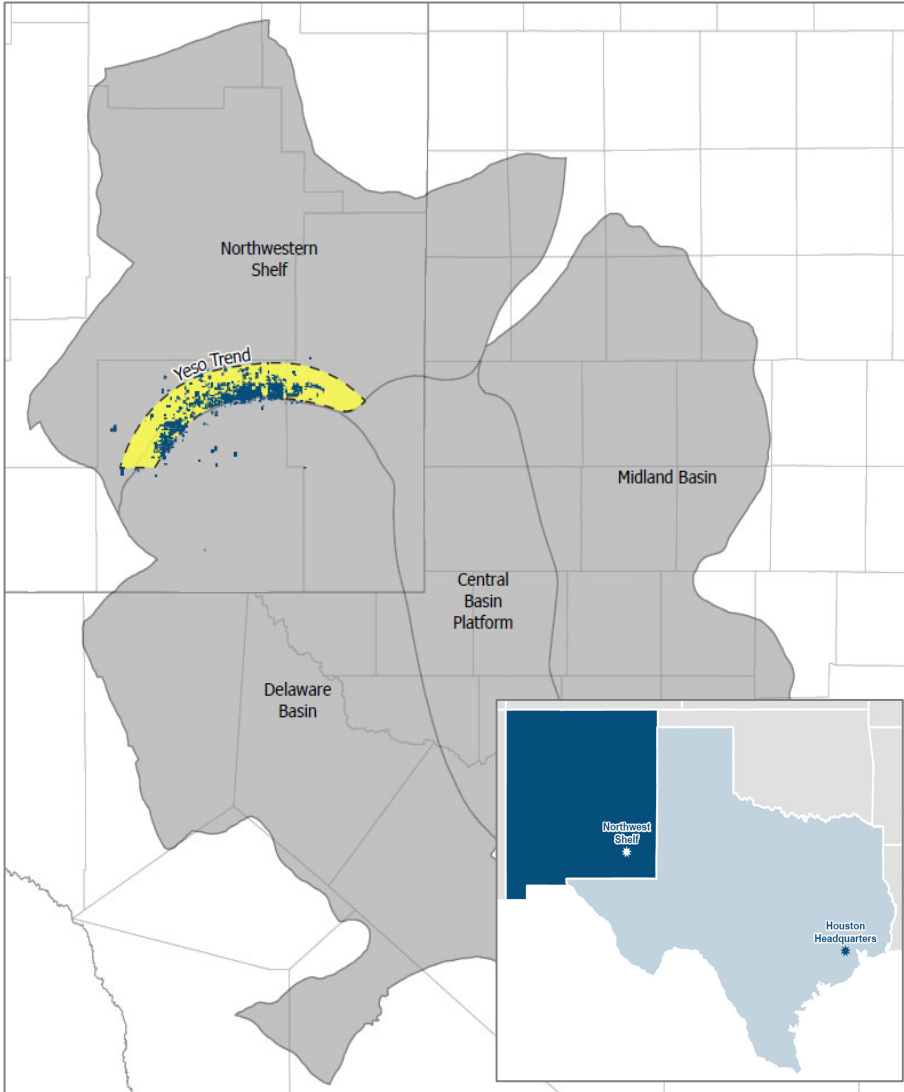 Northwestern
Shelf
Yeso Trend
Midland Basin
Central
Basin
Platform
Delaware
Basin
Northwest
Shelf
Houston
Headquarters